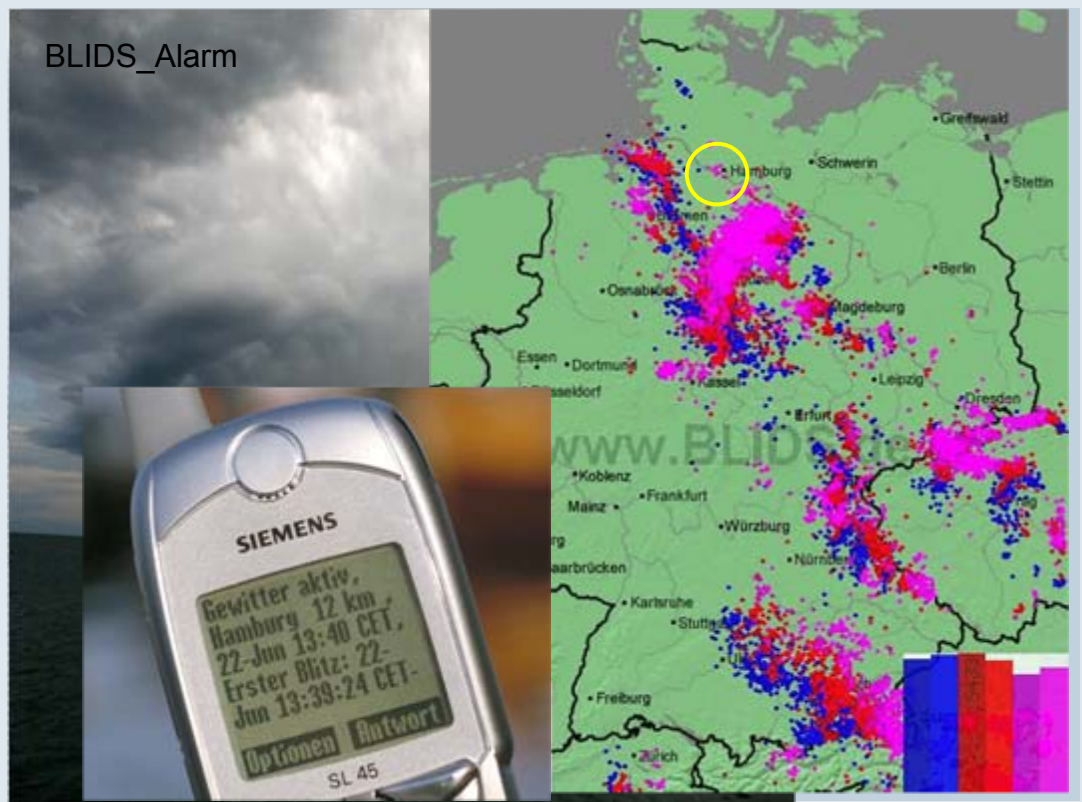 BLIDS_Alarm
Greifswald
Schwerin
Hamburg
Stettin
Bremen
Berlin
Osnabrück
Magdeburg
Essen
Dortmund
Kassel
Leipzig
Dresden
Erfurt
www.BLIDS.de
Koblenz
Mainz
Frankfurt
Würzburg
Nürnberg
Karlsruhe
Freiburg
Zürich
SIEMENS
Gewitter aktiv,
Hamburg 12 km ,
22-Jun 13:40 CET,
Erster Blitz: 22-
Jun 13:39:24 CET-
Optionen Antwort
SL 45